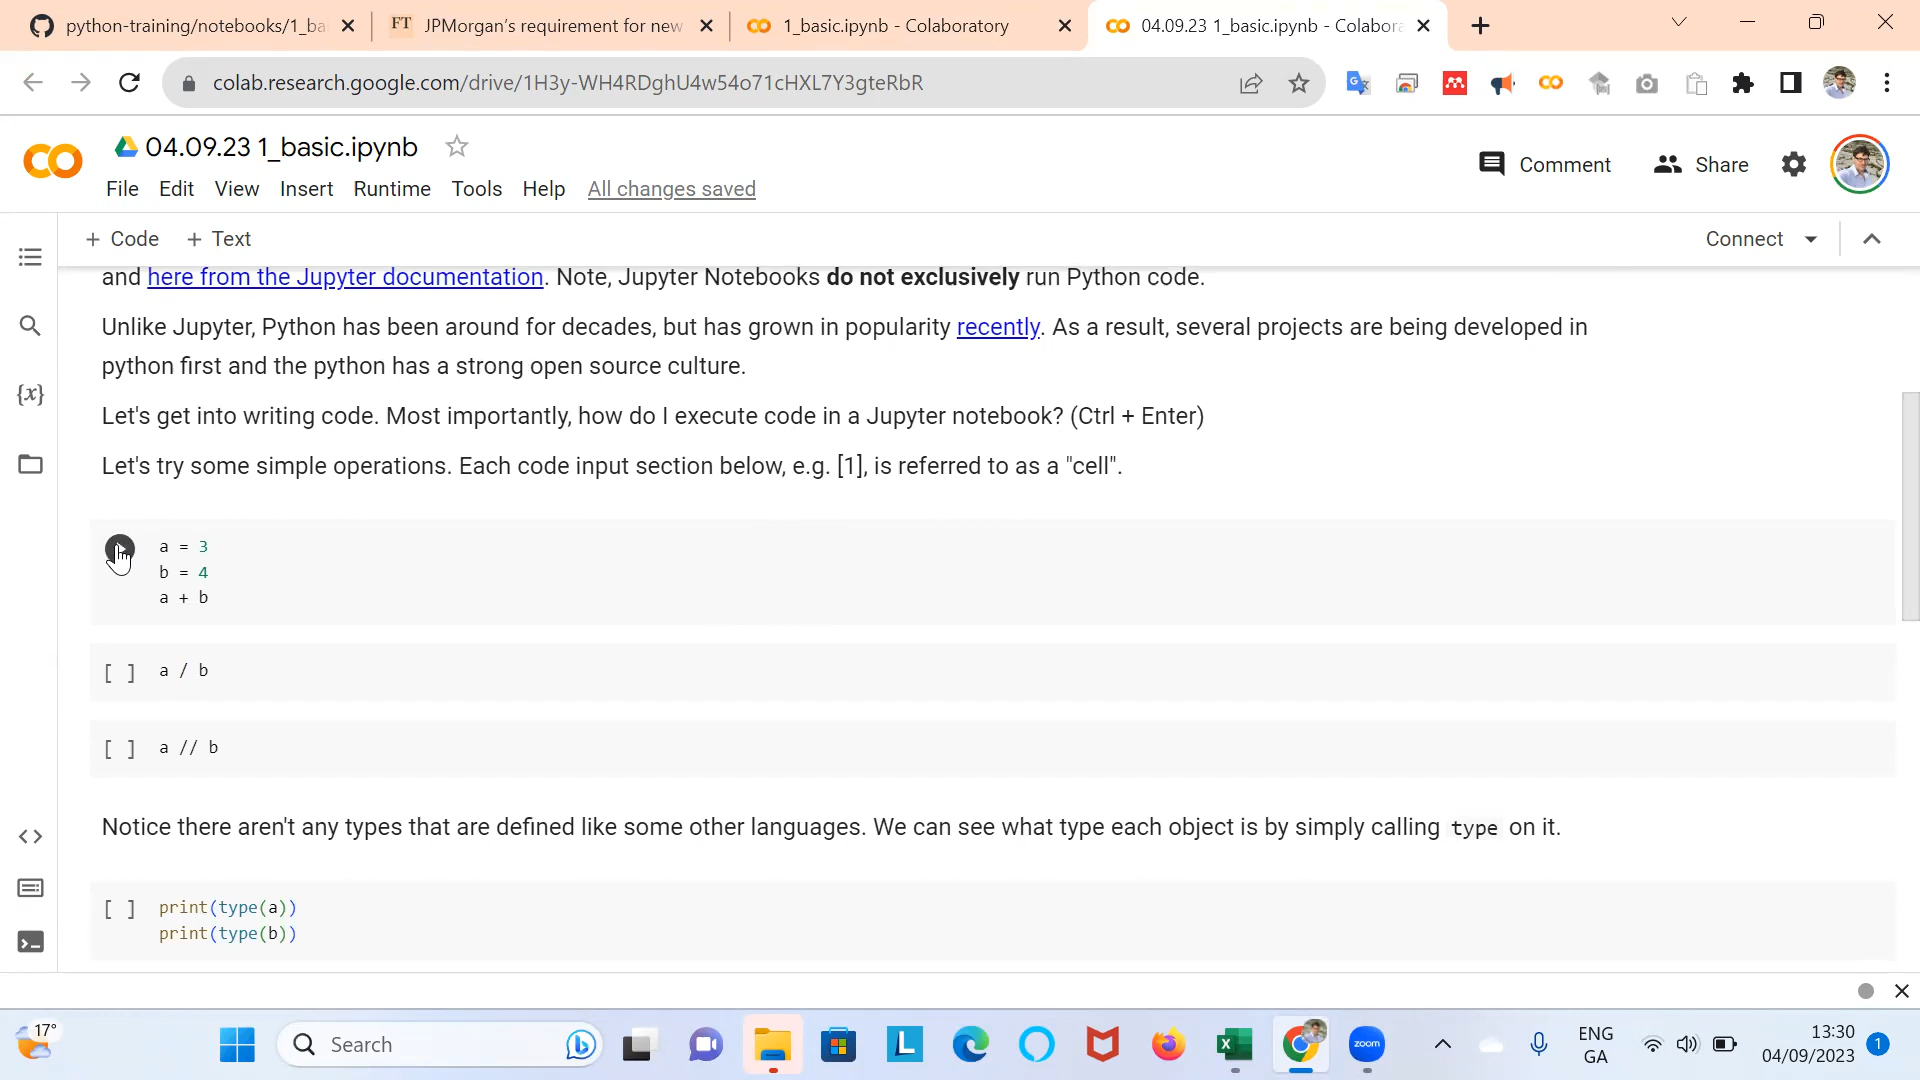 python-training/notebooks/1_ba
FT JPMorgan's requirement for new
1_basic.ipynb - Colaboratory
04.09.23 1_basic.ipynb - Colabora
colab.research.google.com/drive/1H3y-WH4RDghU4w54o71cHXL7Y3gteRbR
04.09.23 1_basic.ipynb
Comment
Share
File Edit View Insert Runtime Tools Help All changes saved
+ Code + Text
Connect
and here from the Jupyter documentation. Note, Jupyter Notebooks do not exclusively run Python code.
Unlike Jupyter, Python has been around for decades, but has grown in popularity recently. As a result, several projects are being developed in
python first and the python has a strong open source culture.
Let's get into writing code. Most importantly, how do I execute code in a Jupyter notebook? (Ctrl + Enter)
Let's try some simple operations. Each code input section below, e.g. [1], is referred to as a "cell".
a = 3
b = 4
a + b
[ ] a / b
[ ] a // b
Notice there aren't any types that are defined like some other languages. We can see what type each object is by simply calling type on it.
[ ] print(type(a))
print(type(b))
{x}
17°
Search
L
zoom
ENG
GA
13:30
04/09/2023
1